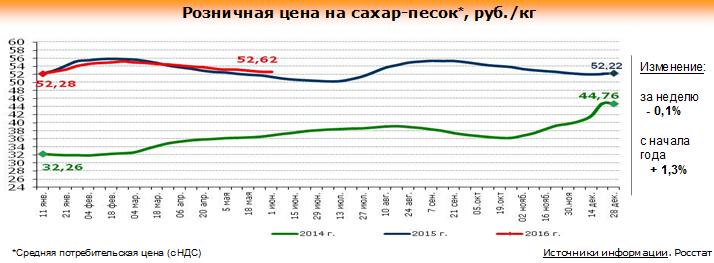 Розничная цена на сахар-песок*, руб./кг
60
58
56
54
52
50
48
46
44
42
40
38
36
34
32
30
28
26
24
52,28
52,62
52,22
44,76
32,26
11 янв.
21 янв.
04 фев.
18 фев.
04 мар.
18 мар.
06 апр.
20 апр.
5 мая
18 мая
1 июн.
15 июн.
29 июн.
13 июл.
27 июл.
10 авг.
24 авг.
7 сен.
21 сен.
05.окт
19.окт
02 нояб.
16 нояб.
30.ноя
14 дек.
28 дек.
2014 г.
2015 г.
2016 г.
Изменение:
за неделю
- 0,1%
с начала
года
+ 1,3%
*Средняя потребительская цена (с НДС)
Источники информации. Росстат